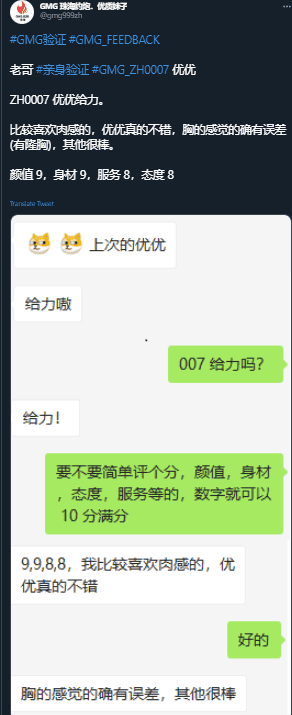 GMG 珠海约炮．优质妹子
@gmg999zh
#GMG验证 #GMG_FEEDBACK
老哥 #亲身验证 #GMG_ZH0007 优优
ZH0007 优优给力。
比较喜欢肉感的，优优真的不错，胸的感觉的确有误差
(有隆胸)，其他很棒。
颜值 9，身材 9，服务 8，态度 8
Translate Tweet
上次的优优
给力嗷
007 给力吗？
给力！
要不要简单评个分，颜值，身材
，态度，服务等的，数字就可以
10 分满分
9,9,8,8，我比较喜欢肉感的，优
优真的不错
好的
胸的感觉的确有误差，其他很棒